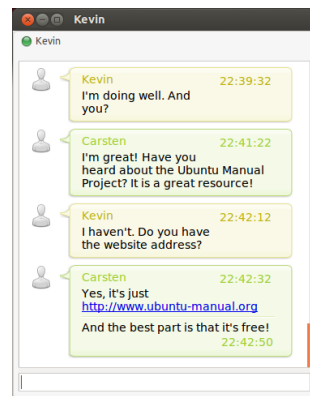 Kevin
Kevin
Kevin 22:39:32
I'm doing well. And
you?
Carsten 22:41:22
I'm great! Have you
heard about the Ubuntu Manual
Project? It is a great resource!
Kevin 22:42:12
I haven't. Do you have
the website address?
Carsten 22:42:32
Yes, it's just
http://www.ubuntu-manual.org
And the best part is that it's free!
22:42:50